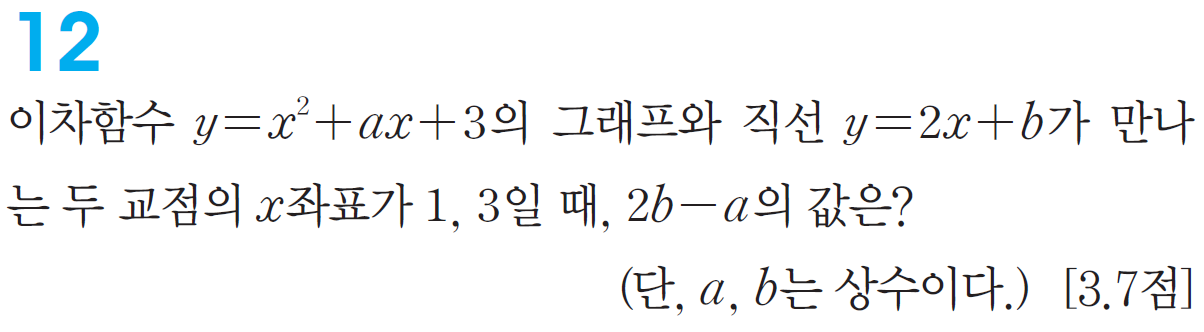 12
이차함수 y=x²+ax+3의 그래프와 직선 y=2x+b가 만나
는 두 교점의 x좌표가 1, 3일 때, 2b-a의 값은?
(단, a, b는 상수이다.) [3.7점]